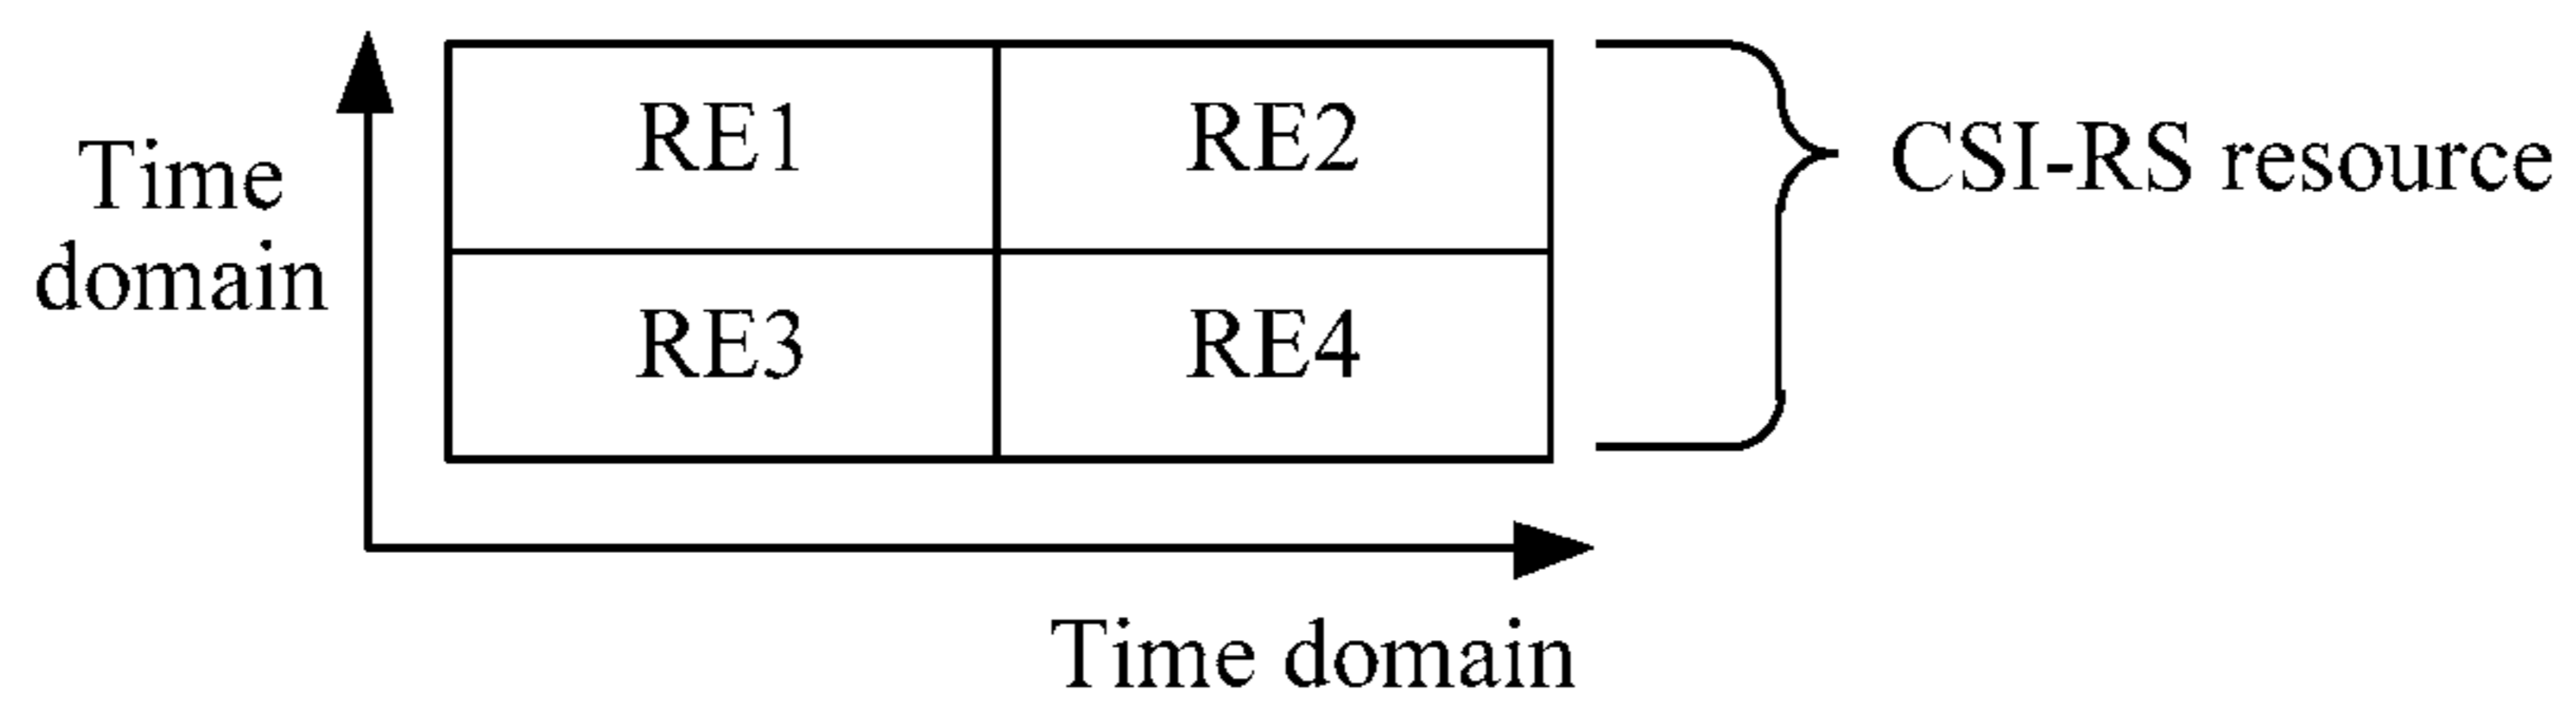 RE1
RE2
CSI-RS resource
Time
domain
RE3
RE4
Time domain